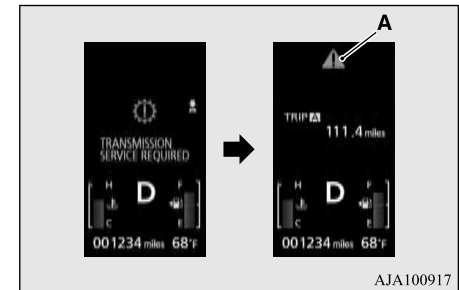 A
TRANSMISSION
SERVICE REQUIRED
H
D
F
C
E
001234 miles 68°F
TRIP A
111.4 miles
H
D
F
C
E
001234 miles 68°F
AJA100917